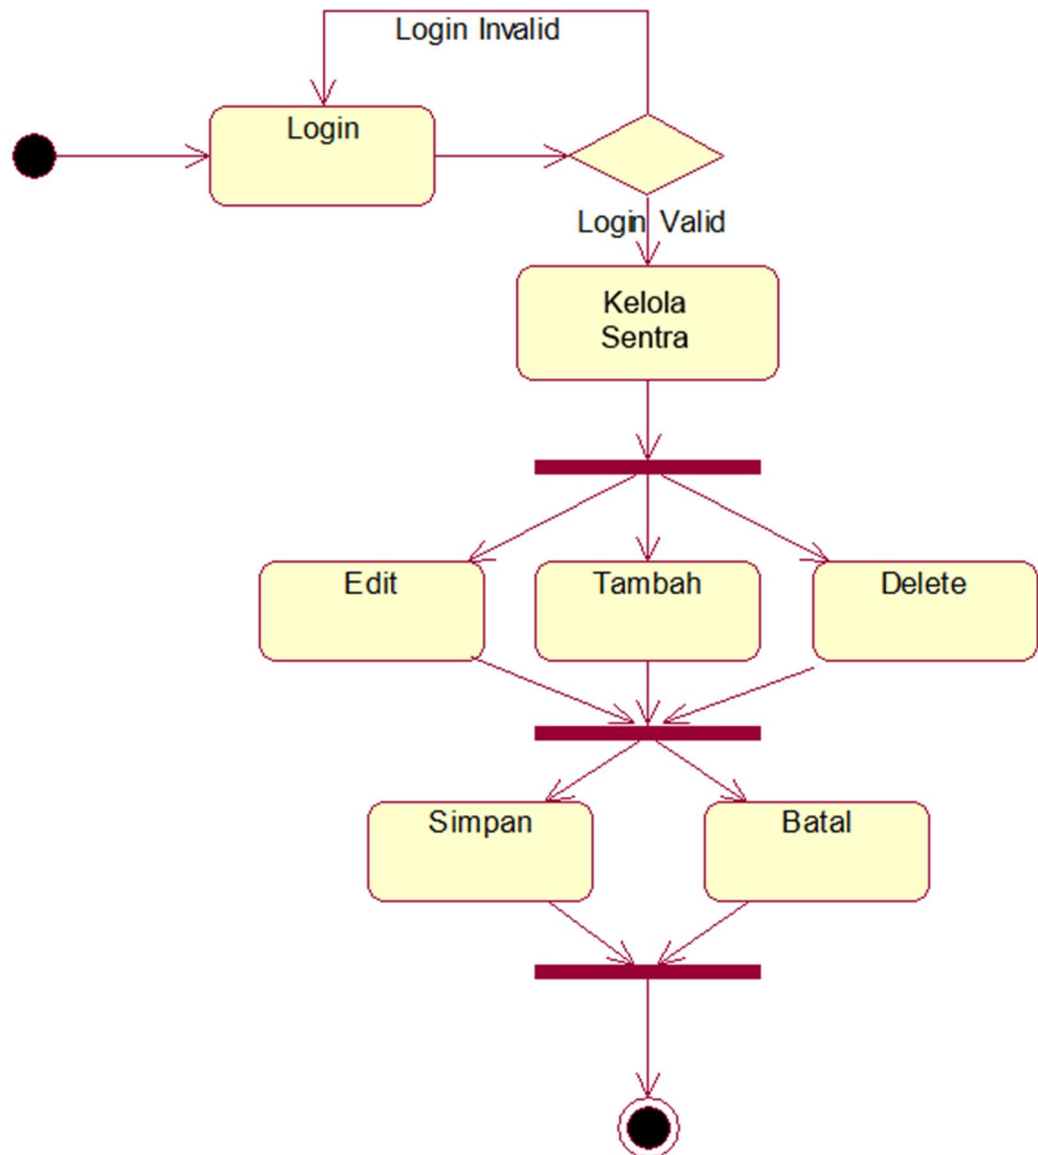 Login Invalid
Login
Login Valid
Kelola
Sentra
Edit
Tambah
Delete
Simpan
Batal